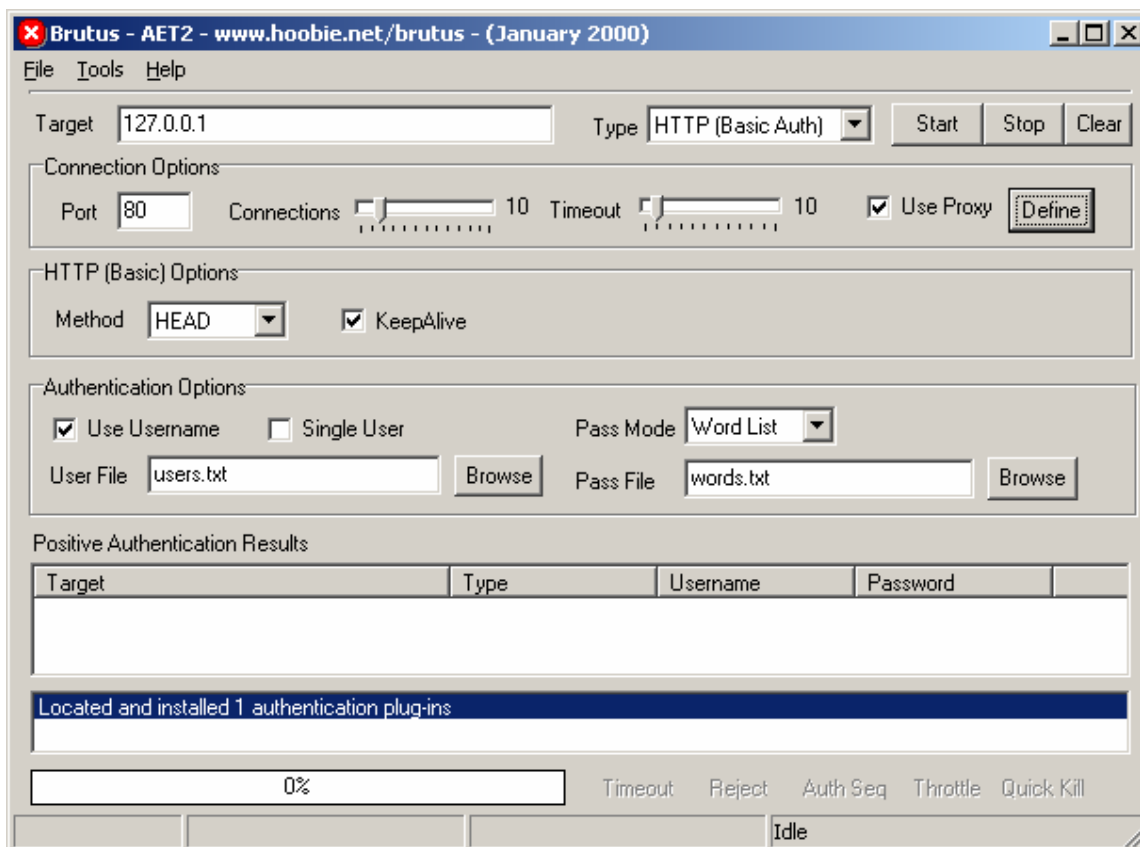 Brutus - AET2 - www.hoobie.net/brutus - (January 2000)
File Tools Help
Target 127.0.0.1 Type HTTP (Basic Auth) Start Stop Clear
Connection Options
Port 80 Connections 10 Timeout 10 Use Proxy Define
HTTP (Basic) Options
Method HEAD KeepAlive
Authentication Options
Use Username Single User Pass Mode Word List
User File users.txt Browse Pass File words.txt Browse
Positive Authentication Results
Target Type Username Password
Located and installed 1 authentication plug-ins
0% Timeout Reject Auth Seq Throttle Quick Kill
Idle